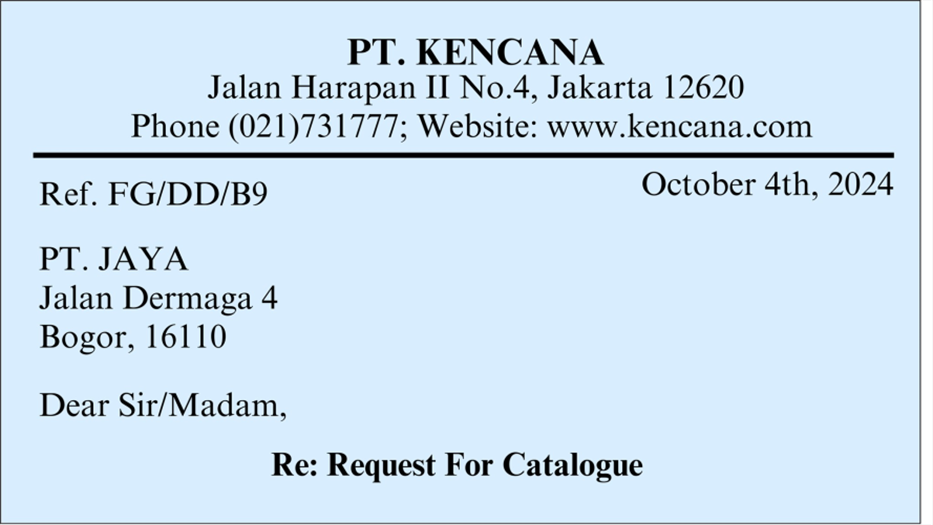 PT. KENCANA
Jalan Harapan II No.4, Jakarta 12620
Phone (021)731777; Website: www.kencana.com
Ref. FG/DD/B9
October 4th, 2024
PT. JAYA
Jalan Dermaga 4
Bogor, 16110
Dear Sir/Madam,
Re: Request For Catalogue